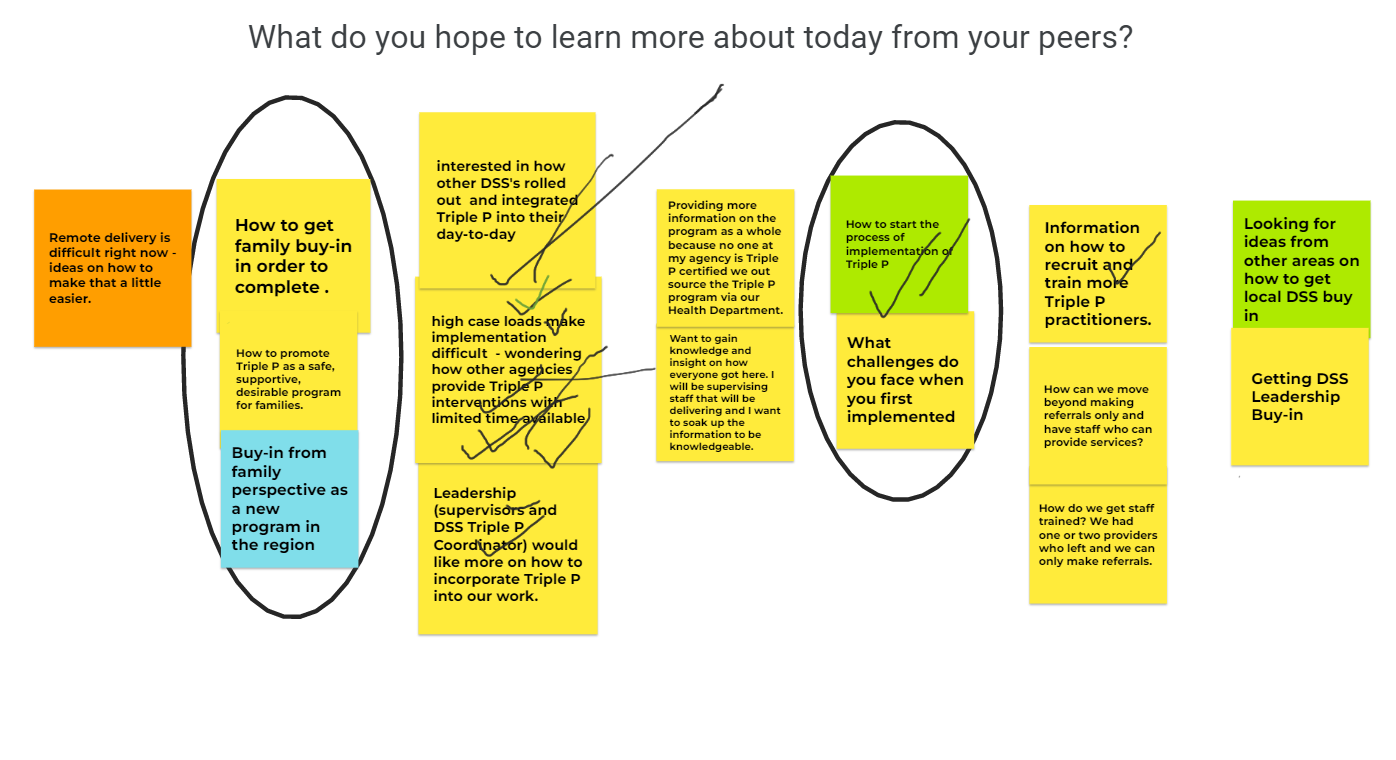 What do you hope to learn more about today from your peers?
Remote delivery is
difficult right now -
ideas on how to
make that a little
easier.
How to get
family buy-in
in order to
complete .
How to promote
Triple P as a safe,
supportive,
desirable program
for families.
Buy-in from
family
perspective as
a new
program in
the region
interested in how
other DSS's rolled
out and integrated
Triple P into their
day-to-day
high case loads make
implementation
difficult - wondering
how other agencies
provide Triple P
interventions with
limited time available
Leadership
(supervisors and
DSS Triple P
Coordinator) would
like more on how to
incorporate Triple P
into our work.
Providing more
information on the
program as a whole
because no one at
my agency is Triple
P certified we out
source the Triple P
program via our
Health Department.
Want to gain
knowledge and
insight on how
everyone got here. I
will be supervising
staff that will be
delivering and I want
to soak up the
information to be
knowledgeable.
How to start the
process of
implementation of
Triple P
What
challenges do
you face when
you first
implemented
Information
on how to
recruit and
train more
Triple P
practitioners.
How can we move
beyond making
referrals only and
have staff who can
provide services?
How do we get staff
trained? We had
one or two providers
who left and we can
only make referrals.
Looking for
ideas from
other areas on
how to get
local DSS buy
in
Getting DSS
Leadership
Buy-in